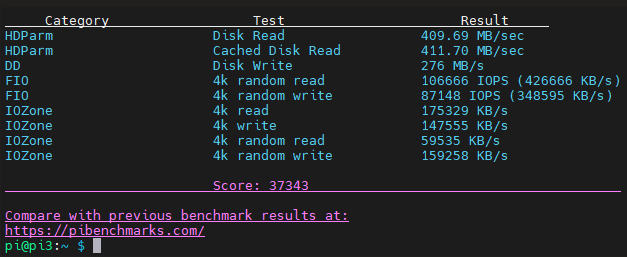 Category Test Result
HDParm Disk Read 409.69 MB/sec
HDParm Cached Disk Read 411.70 MB/sec
DD Disk Write 276 MB/s
FIO 4k random read 106666 IOPS (426666 KB/s)
FIO 4k random write 87148 IOPS (348595 KB/s)
IOZone 4k read 175329 KB/s
IOZone 4k write 147555 KB/s
IOZone 4k random read 59535 KB/s
IOZone 4k random write 159258 KB/s
Score: 37343
Compare with previous benchmark results at:
https://pibenchmarks.com/
pi@pi3:~ $